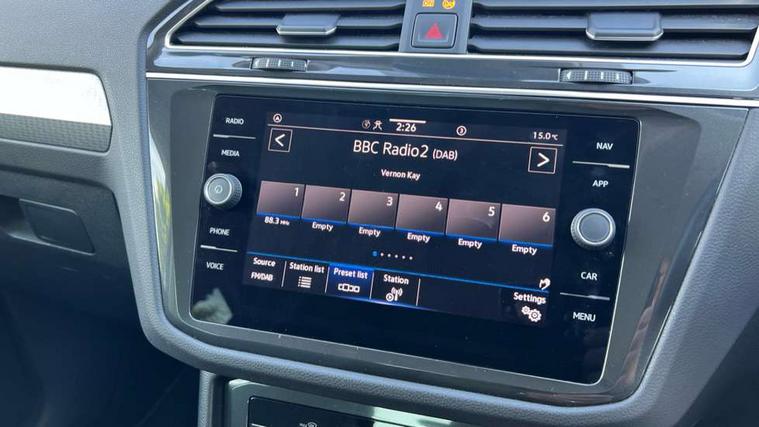 RADIO
MEDIA
PHONE
VOICE
2:26
15.0 °C
BBC Radio2 (DAB)
Vernon Kay
1 2 3 4 5 6
88.3 MHz Empty Empty Empty Empty Empty
Source Station list Preset list Station
FM/DAB
Settings
NAV
APP
CAR
MENU